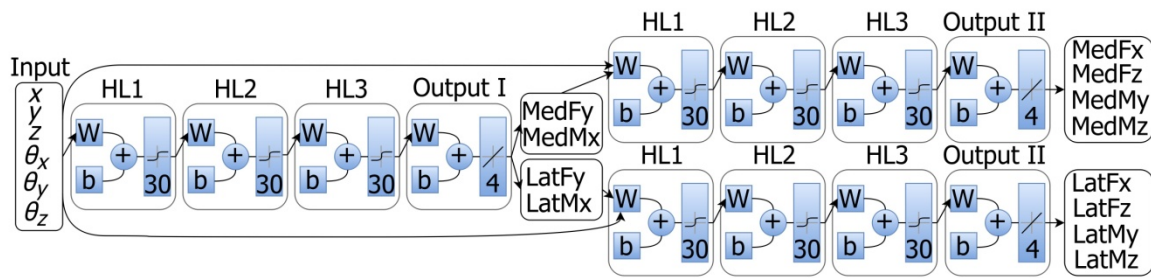 HL1 HL2 HL3 Output II
W W W W
+ + + +
b b b b
30 30 30 4
MedFx
MedFz
MedMy
MedMz
Input
x
y
z
θx
θy
θz
HL1 HL2 HL3 Output I
W W W W
+ + + +
b b b b
30 30 30 4
MedFy
MedMx
LatFy
LatMx
HL1 HL2 HL3 Output II
W W W W
+ + + +
b b b b
30 30 30 4
LatFx
LatFz
LatMy
LatMz